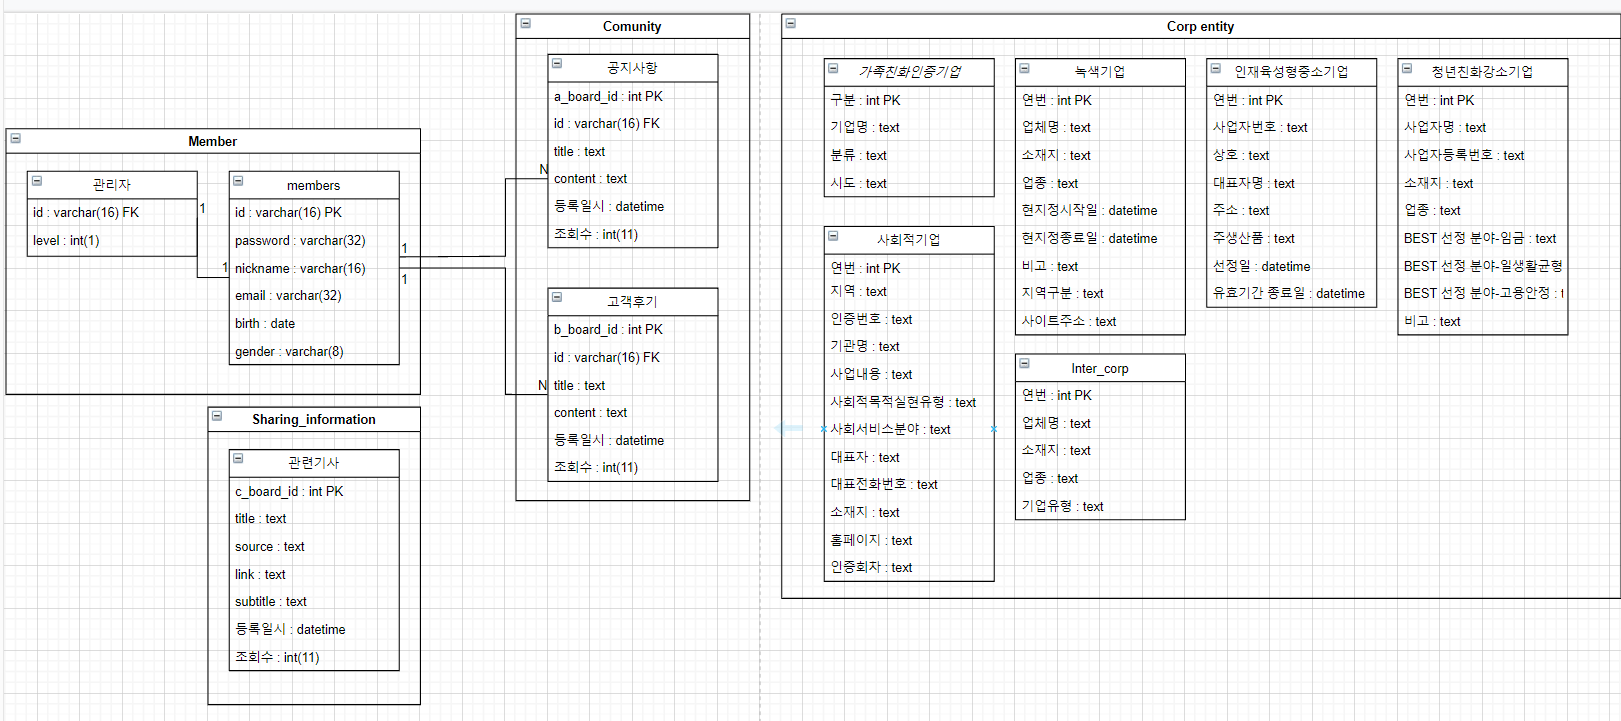 Member
관리자
id : varchar(16) FK
level : int(1)
1
1
members
id : varchar(16) PK
password : varchar(32)
nickname : varchar(16)
email : varchar(32)
birth : date
gender : varchar(8)
1
1
Sharing_information
관련기사
c_board_id : int PK
title : text
source : text
link : text
subtitle : text
등록일시 : datetime
조회수 : int(11)
Comunity
공지사항
a_board_id : int PK
id : varchar(16) FK
title : text
N
content : text
등록일시 : datetime
조회수 : int(11)
고객후기
b_board_id : int PK
id : varchar(16) FK
N
title : text
content : text
등록일시 : datetime
조회수 : int(11)
Corp entity
가족친화인증기업
구분 : int PK
기업명 : text
분류 : text
시도 : text
사회적기업
연번 : int PK
지역 : text
인증번호 : text
기관명 : text
사업내용 : text
사회적목적실현유형 : text
사회서비스분야 : text
대표자 : text
대표전화번호 : text
소재지 : text
홈페이지 : text
인증회차 : text
녹색기업
연번 : int PK
업체명 : text
소재지 : text
업종 : text
현지정시작일 : datetime
현지정종료일 : datetime
비고 : text
지역구분 : text
사이트주소 : text
Inter_corp
연번 : int PK
업체명 : text
소재지 : text
업종 : text
기업유형 : text
인재육성형중소기업
연번 : int PK
사업자번호 : text
상호 : text
대표자명 : text
주소 : text
주생산품 : text
선정일 : datetime
유효기간 종료일 : datetime
청년친화강소기업
연번 : int PK
사업자명 : text
사업자등록번호 : text
소재지 : text
업종 : text
BEST 선정 분야-임금 : text
BEST 선정 분야-일생활균형
BEST 선정 분야-고용안정 : t
비고 : text